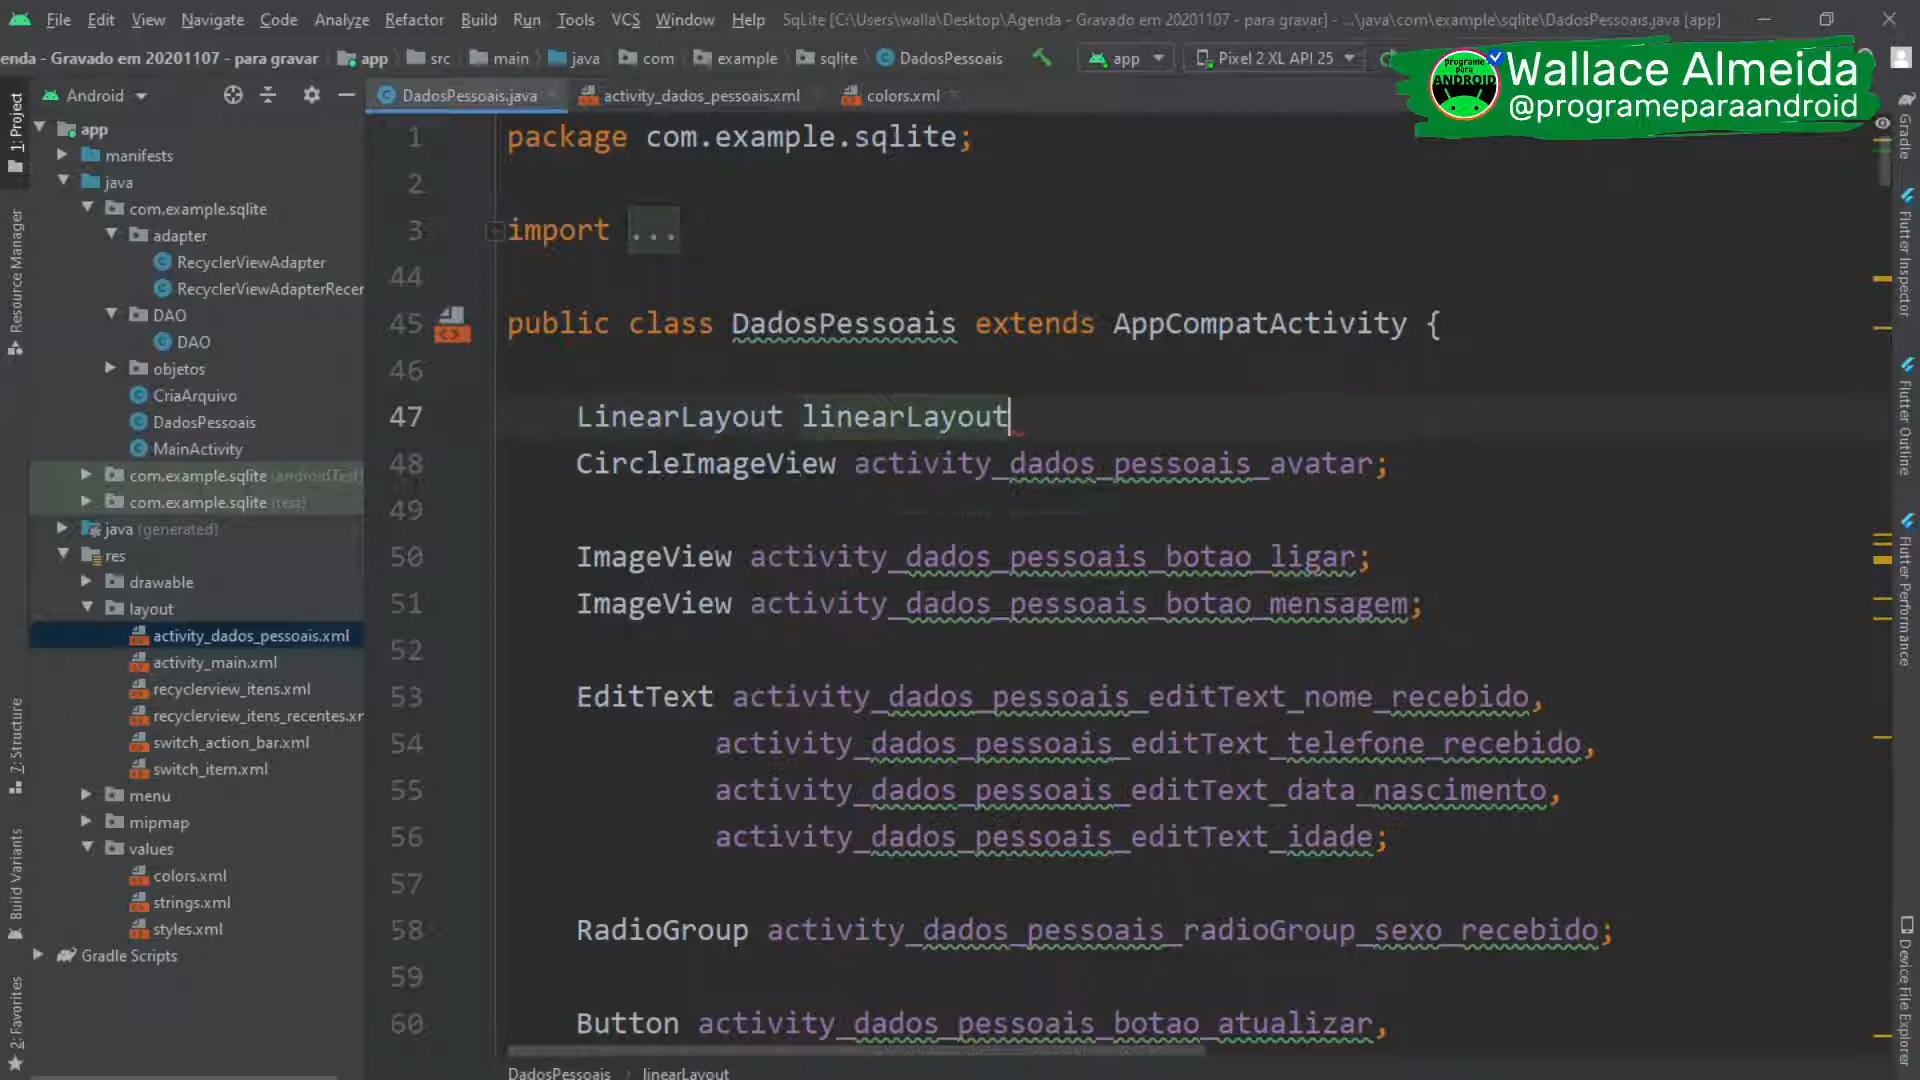 File Edit View Navigate Code Analyze Refactor Build Run Tools VCS Window Help SqLite [C:\Users\walla\Desktop\Agenda - Gravado em 20201107 - para gravar] - ...\java\com\example\sqlite\DadosPessoais.java [app]
enda - Gravado em 20201107 - para gravar app src main java com example sqlite DadosPessoais app Pixel 2 XL API 25
programe para ANDROID
Wallace Almeida
@programeparaandroid
Android
DadosPessoais.java activity_dados_pessoais.xml colors.xml
1: Project
Resource Manager
7: Structure
Build Variants
2: Favorites
app
manifests
java
com.example.sqlite
adapter
RecyclerViewAdapter
RecyclerViewAdapterRecer
DAO
DAO
objetos
CriaArquivo
DadosPessoais
MainActivity
com.example.sqlite (androidTest)
com.example.sqlite (test)
java (generated)
res
drawable
layout
activity_dados_pessoais.xml
activity_main.xml
recyclerview_itens.xml
recyclerview_itens_recentes.xr
switch_action_bar.xml
switch_item.xml
menu
mipmap
values
colors.xml
strings.xml
styles.xml
Gradle Scripts
1 package com.example.sqlite;
2
3 import ...
44
45 public class DadosPessoais extends AppCompatActivity {
46
47 LinearLayout linearLayout
48 CircleImageView activity_dados_pessoais_avatar;
49
50 ImageView activity_dados_pessoais_botao_ligar;
51 ImageView activity_dados_pessoais_botao_mensagem;
52
53 EditText activity_dados_pessoais_editText_nome_recebido,
54 activity_dados_pessoais_editText_telefone_recebido,
55 activity_dados_pessoais_editText_data_nascimento,
56 activity_dados_pessoais_editText_idade;
57
58 RadioGroup activity_dados_pessoais_radioGroup_sexo_recebido;
59
60 Button activity_dados_pessoais_botao_atualizar,
DadosPessoais linearLayout
Gradle
Flutter Inspector
Flutter Outline
Flutter Performance
Device File Explorer